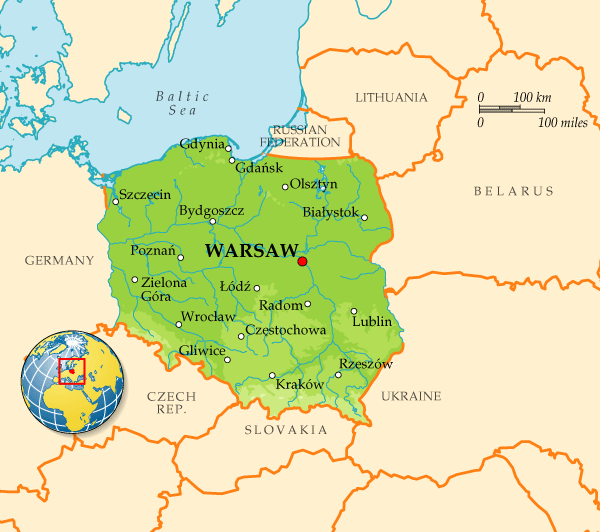 Baltic
Sea
LITHUANIA
0 100 km
0 100 miles
RUSSIAN
FEDERATION
BELARUS
Gdynia
Gdańsk
Olsztyn
Szczecin
Bydgoszcz
Białystok
Poznań
WARSAW
GERMANY
Zielona
Góra
Łódź
Radom
Wrocław
Lublin
Częstochowa
Gliwice
Rzeszów
Kraków
CZECH
REP.
UKRAINE
SLOVAKIA